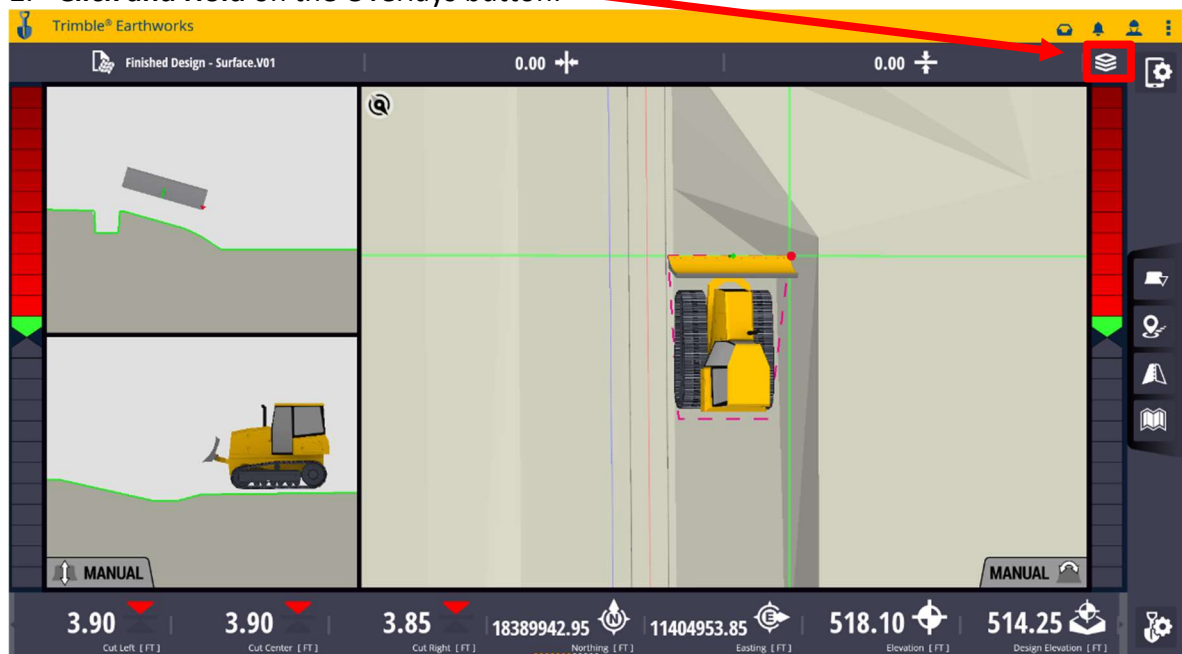 Click and Hold on the Overlays button
Trimble® Earthworks
Finished Design - Surface.V01
0.00
0.00
MANUAL
MANUAL
3.90
3.90
3.85
18389942.95
N
11404953.85
E
518.10
514.25
Cut Left [FT]
Cut Center [FT]
Cut Right [FT]
Northing [FT]
Easting [FT]
Elevation [FT]
Design Elevation [FT]